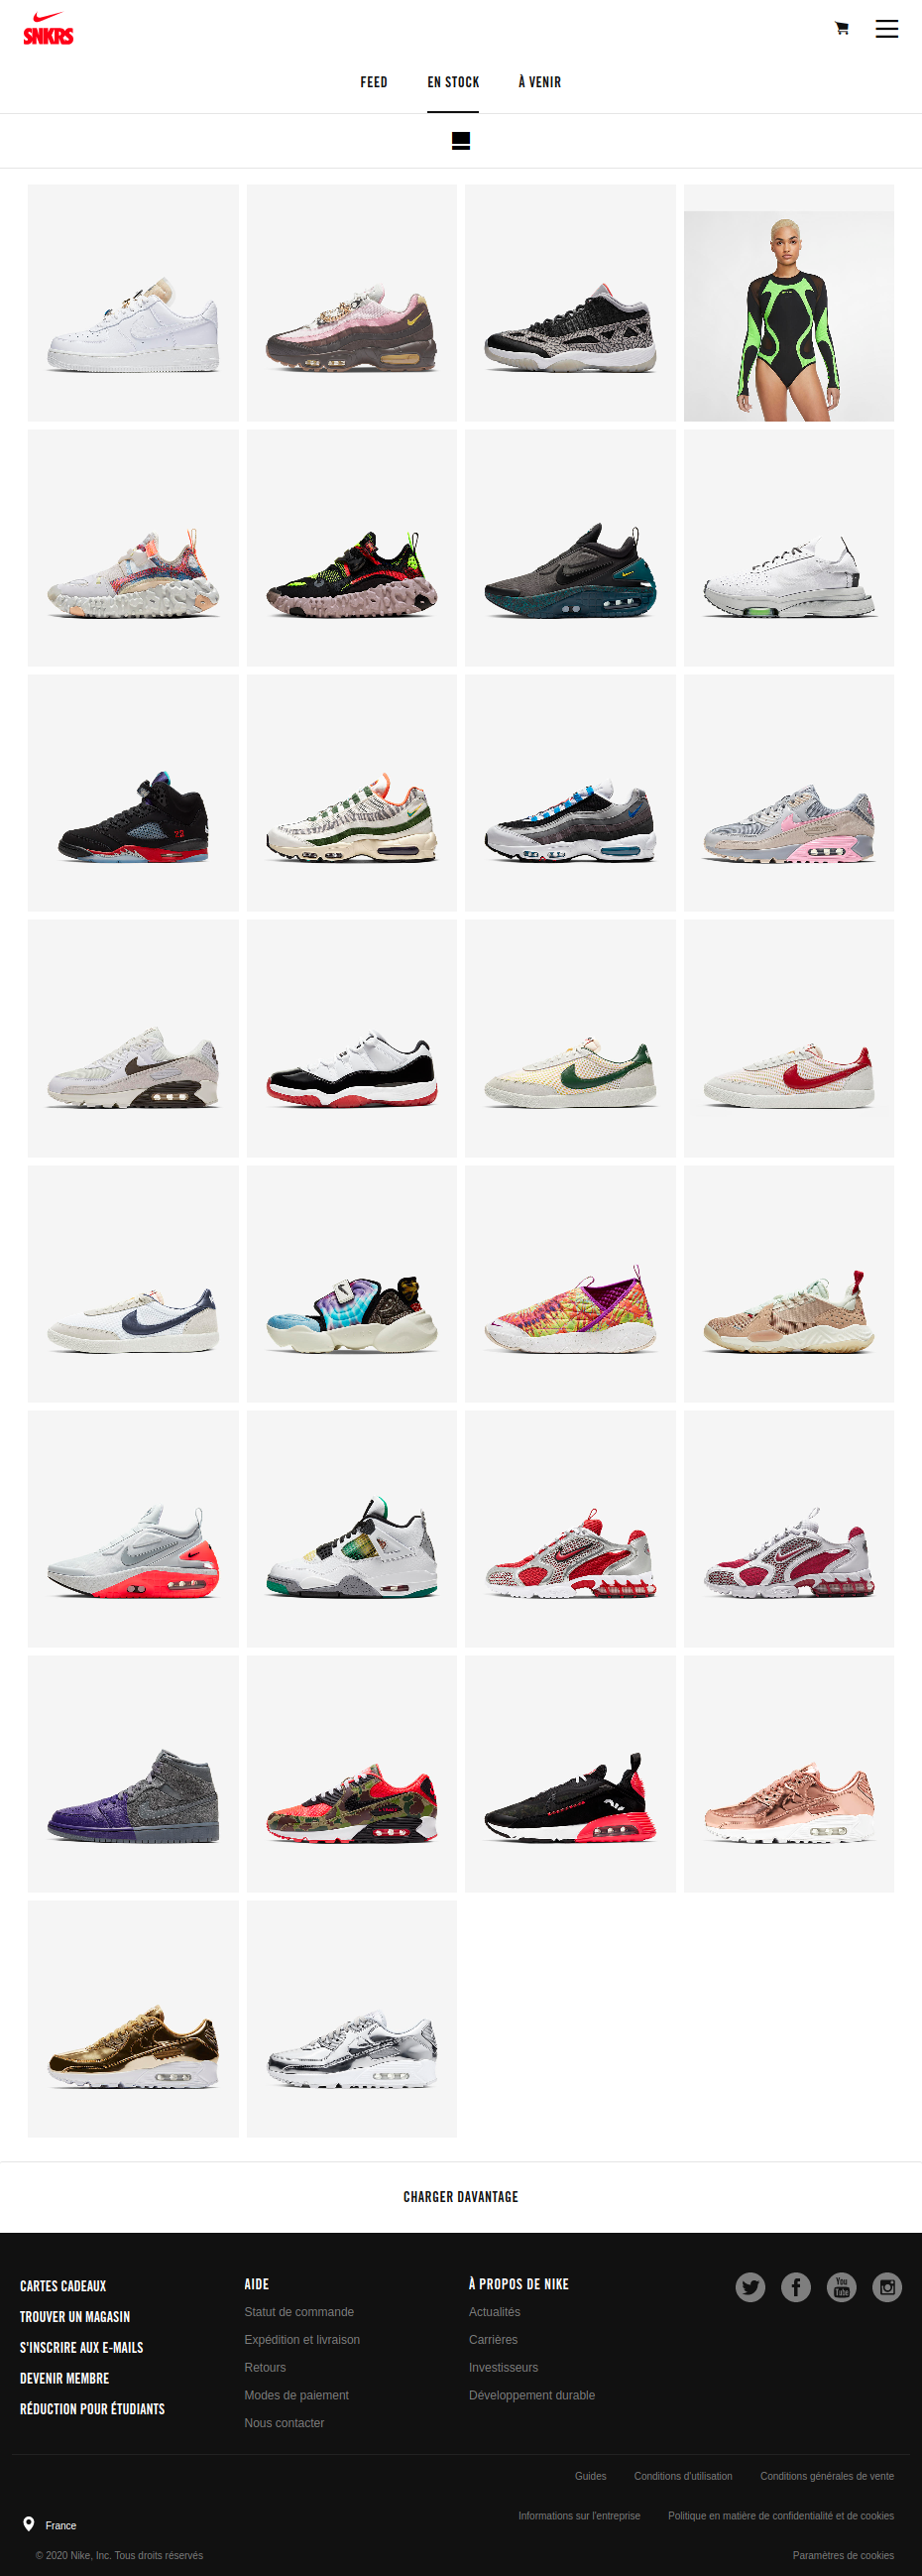 SNKRS
FEED
EN STOCK
À VENIR
23
CHARGER DAVANTAGE
CARTES CADEAUX
TROUVER UN MAGASIN
S'INSCRIRE AUX E-MAILS
DEVENIR MEMBRE
RÉDUCTION POUR ÉTUDIANTS
AIDE
Statut de commande
Expédition et livraison
Retours
Modes de paiement
Nous contacter
À PROPOS DE NIKE
Actualités
Carrières
Investisseurs
Développement durable
You Tube
Guides
Conditions d'utilisation
Conditions générales de vente
Informations sur l'entreprise
Politique en matière de confidentialité et de cookies
France
© 2020 Nike, Inc. Tous droits réservés
Paramètres de cookies